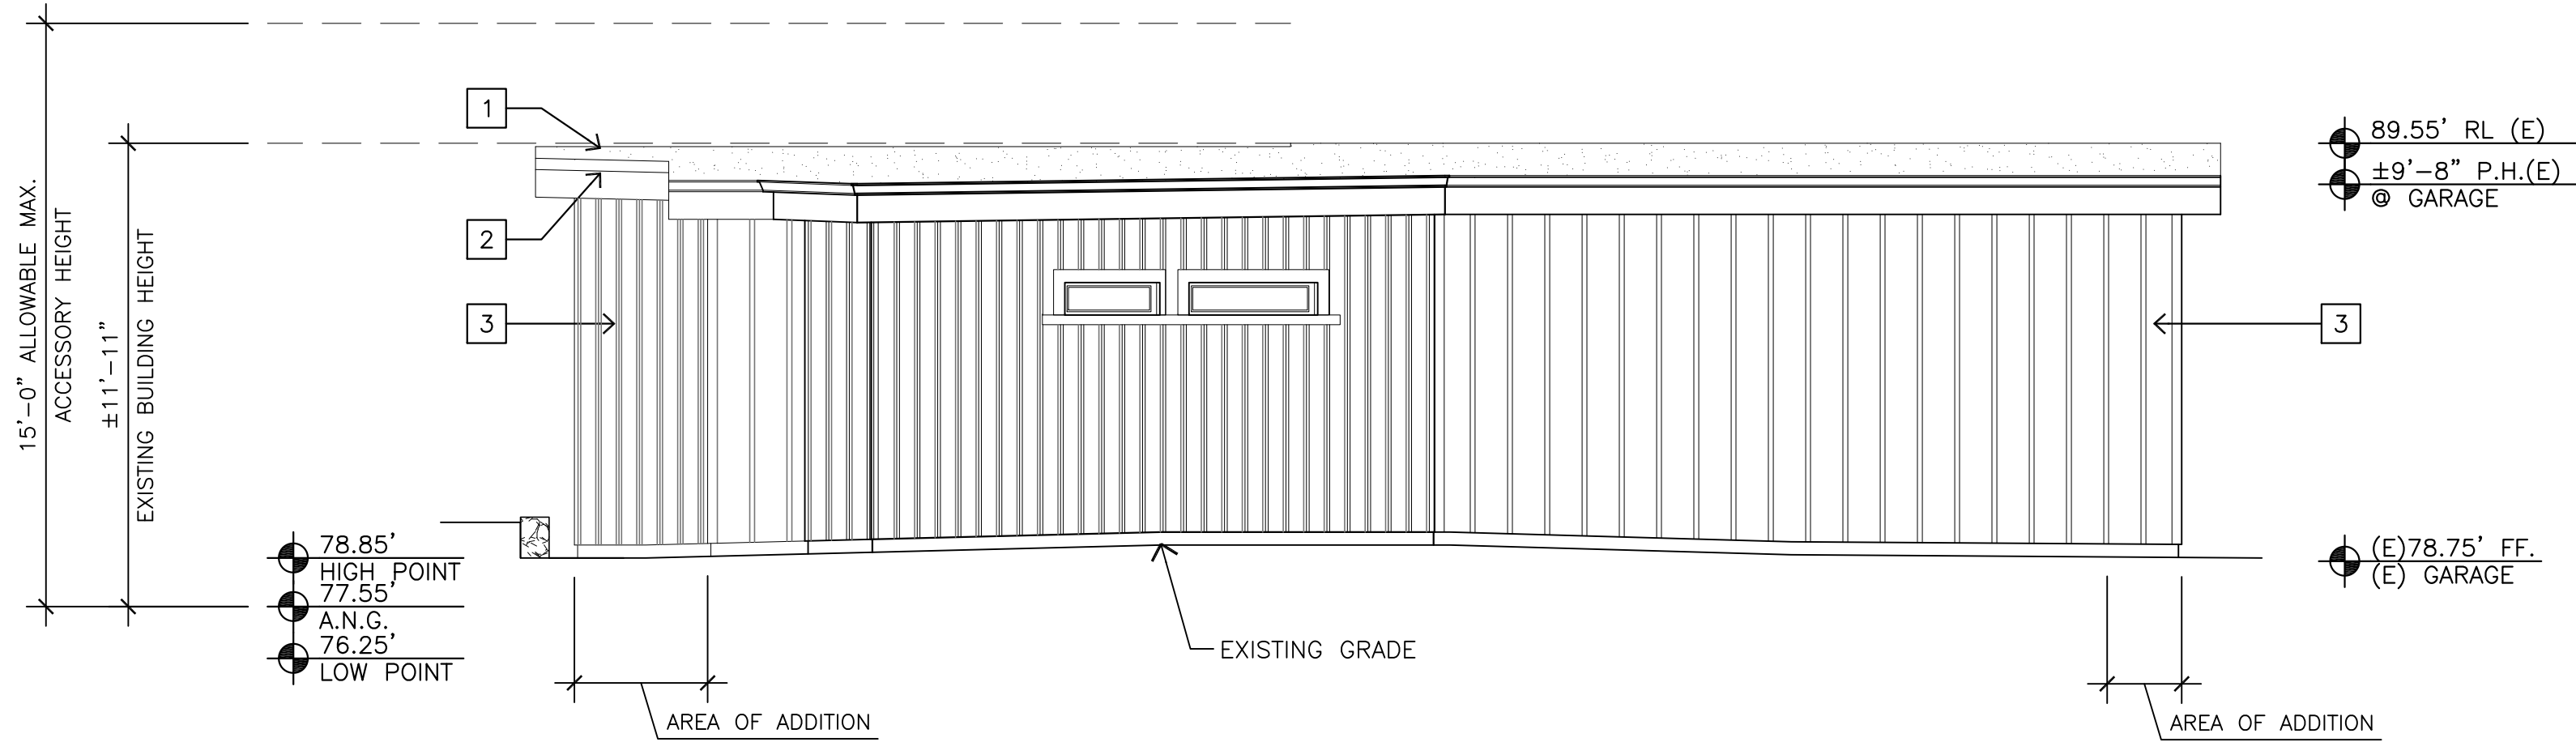 15'-0" ALLOWABLE MAX.
ACCESSORY HEIGHT
±11'-11"
EXISTING BUILDING HEIGHT
1
2
3
89.55' RL (E)
±9'-8" P.H.(E)
@ GARAGE
3
78.85'
HIGH POINT
77.55'
A.N.G.
76.25'
LOW POINT
(E)78.75' FF.
(E) GARAGE
EXISTING GRADE
AREA OF ADDITION
AREA OF ADDITION